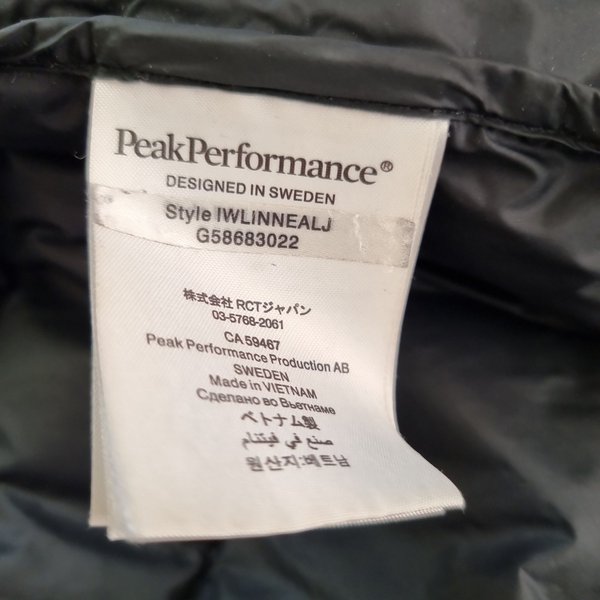 PeakPerformance®
DESIGNED IN SWEDEN
Style IWLINNEALJ
G58683022
株式会社 RCTジャパン
03-5768-2061
CA 59467
Peak Performance Production AB
SWEDEN
Made in VIETNAM
Сделано во Вьетнаме
ベトナム製
صنع في فيتنام
원산지:베트남